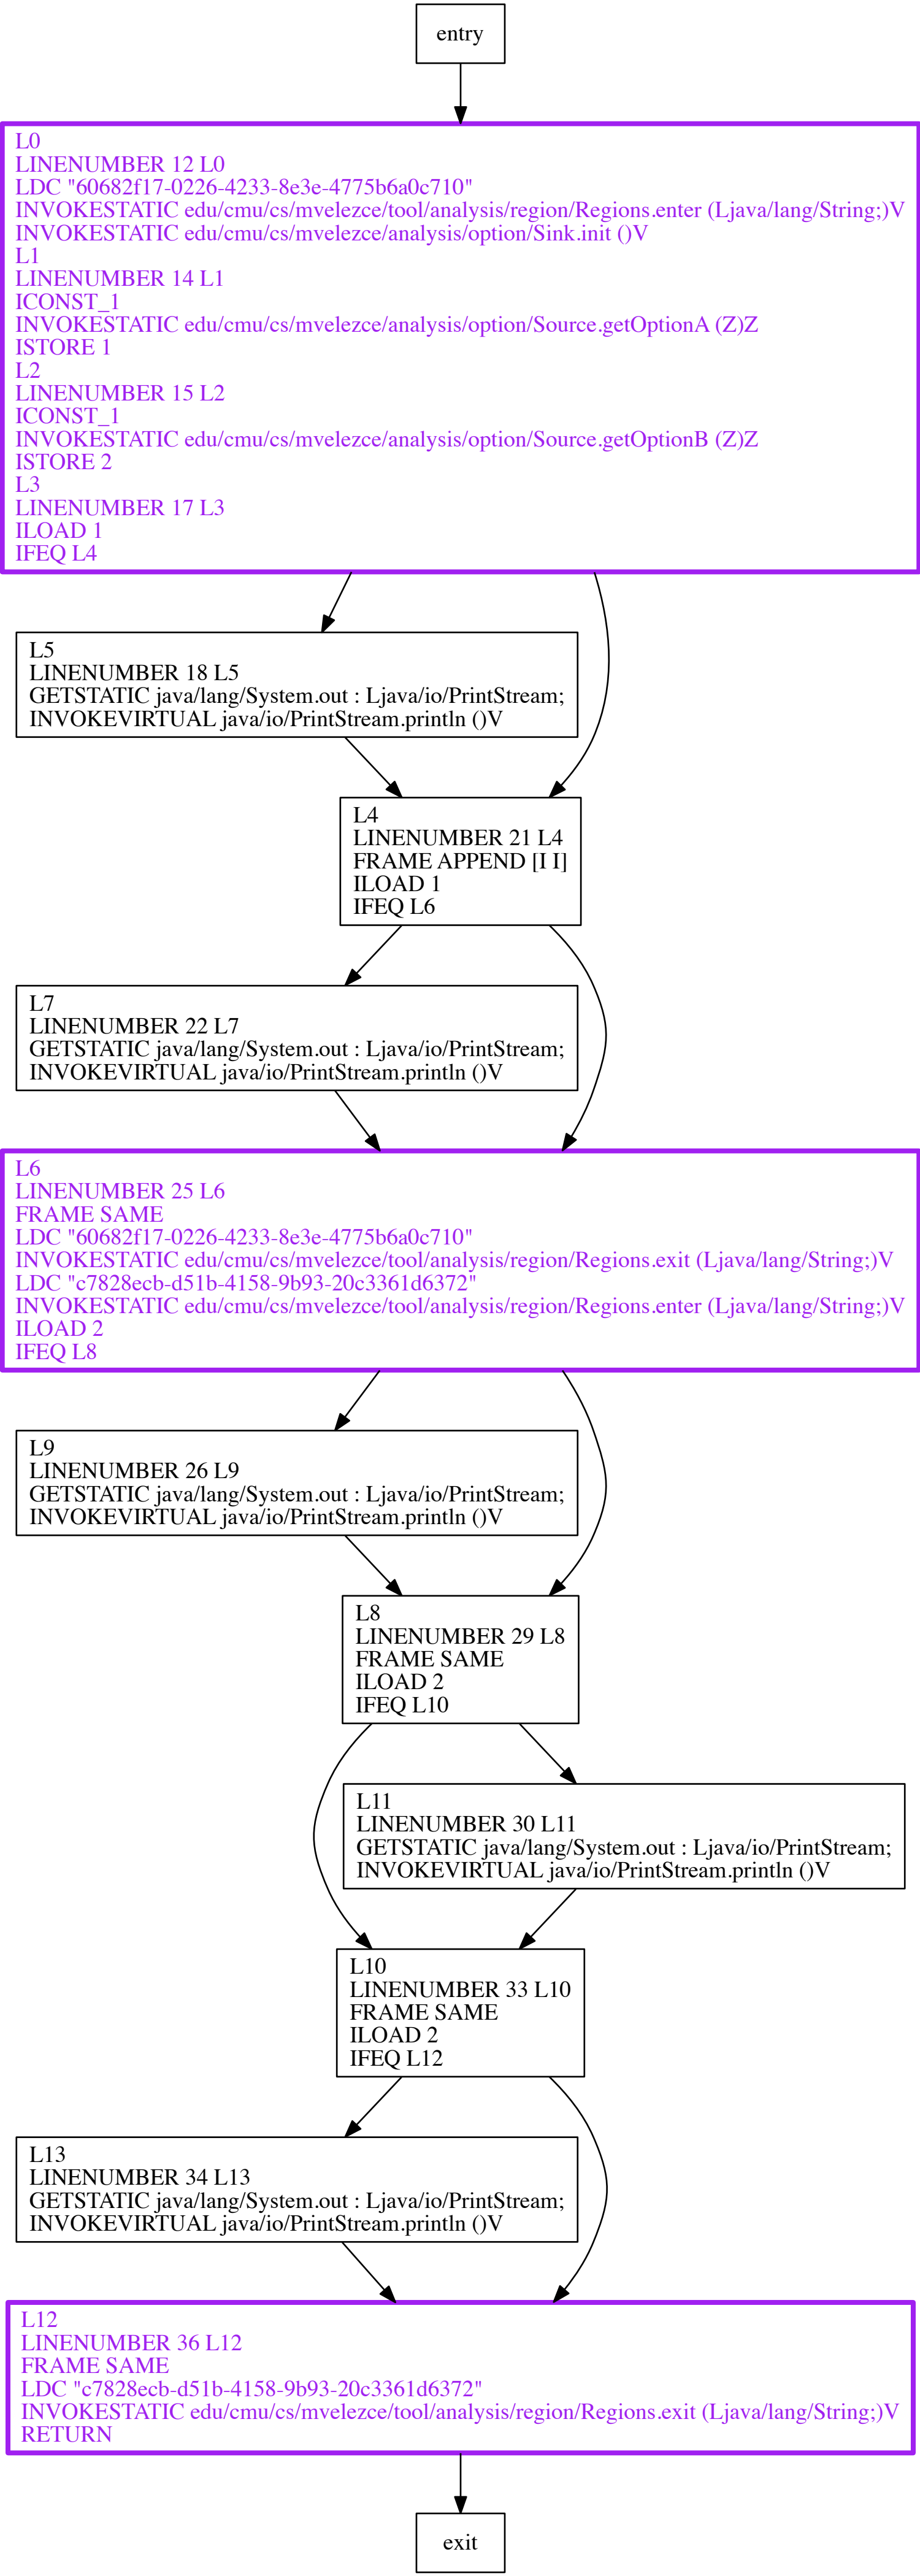 entry
L0
LINENUMBER 12 L0
LDC "60682f17-0226-4233-8e3e-4775b6a0c710"
INVOKESTATIC edu/cmu/cs/mvelezce/tool/analysis/region/Regions.enter (Ljava/lang/String;)V
INVOKESTATIC edu/cmu/cs/mvelezce/analysis/option/Sink.init ()V
L1
LINENUMBER 14 L1
ICONST_1
INVOKESTATIC edu/cmu/cs/mvelezce/analysis/option/Source.getOptionA (Z)Z
ISTORE 1
L2
LINENUMBER 15 L2
ICONST_1
INVOKESTATIC edu/cmu/cs/mvelezce/analysis/option/Source.getOptionB (Z)Z
ISTORE 2
L3
LINENUMBER 17 L3
ILOAD 1
IFEQ L4
L5
LINENUMBER 18 L5
GETSTATIC java/lang/System.out : Ljava/io/PrintStream;
INVOKEVIRTUAL java/io/PrintStream.println ()V
L4
LINENUMBER 21 L4
FRAME APPEND [I I]
ILOAD 1
IFEQ L6
L7
LINENUMBER 22 L7
GETSTATIC java/lang/System.out : Ljava/io/PrintStream;
INVOKEVIRTUAL java/io/PrintStream.println ()V
L6
LINENUMBER 25 L6
FRAME SAME
LDC "60682f17-0226-4233-8e3e-4775b6a0c710"
INVOKESTATIC edu/cmu/cs/mvelezce/tool/analysis/region/Regions.exit (Ljava/lang/String;)V
LDC "c7828ecb-d51b-4158-9b93-20c3361d6372"
INVOKESTATIC edu/cmu/cs/mvelezce/tool/analysis/region/Regions.enter (Ljava/lang/String;)V
ILOAD 2
IFEQ L8
L9
LINENUMBER 26 L9
GETSTATIC java/lang/System.out : Ljava/io/PrintStream;
INVOKEVIRTUAL java/io/PrintStream.println ()V
L8
LINENUMBER 29 L8
FRAME SAME
ILOAD 2
IFEQ L10
L11
LINENUMBER 30 L11
GETSTATIC java/lang/System.out : Ljava/io/PrintStream;
INVOKEVIRTUAL java/io/PrintStream.println ()V
L10
LINENUMBER 33 L10
FRAME SAME
ILOAD 2
IFEQ L12
L13
LINENUMBER 34 L13
GETSTATIC java/lang/System.out : Ljava/io/PrintStream;
INVOKEVIRTUAL java/io/PrintStream.println ()V
L12
LINENUMBER 36 L12
FRAME SAME
LDC "c7828ecb-d51b-4158-9b93-20c3361d6372"
INVOKESTATIC edu/cmu/cs/mvelezce/tool/analysis/region/Regions.exit (Ljava/lang/String;)V
RETURN
exit